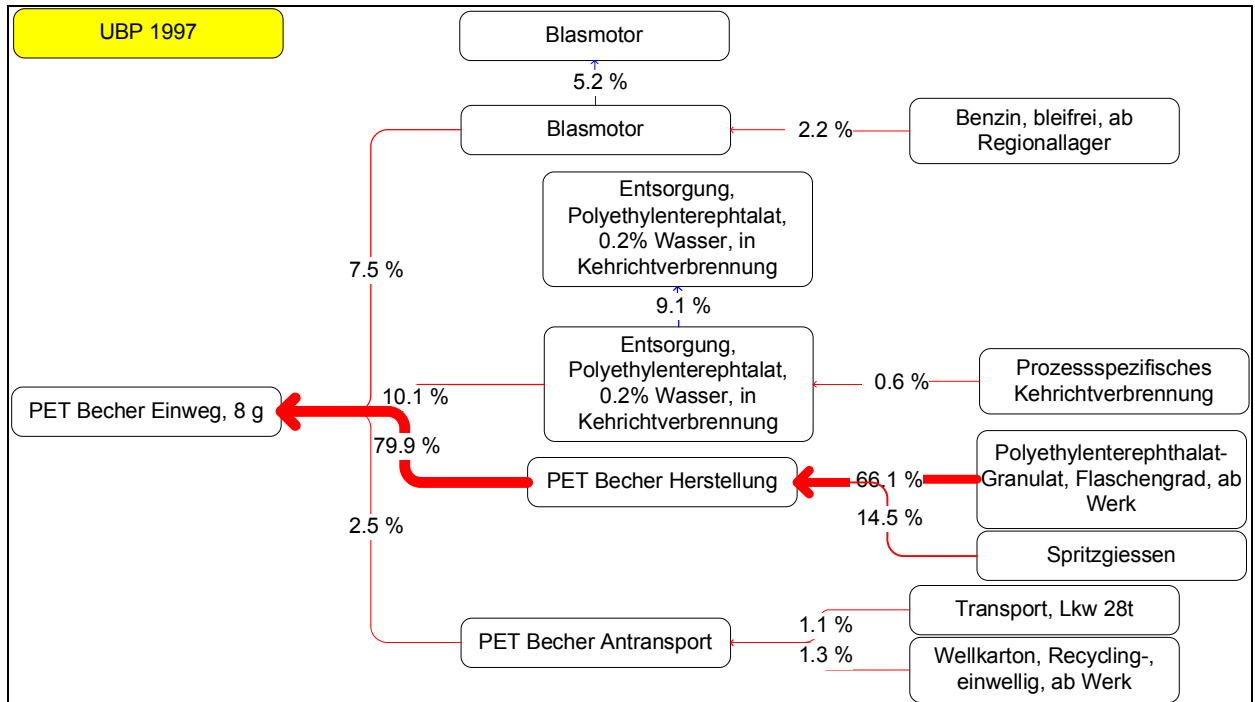 UBP 1997
Blasmotor
5.2 %
Blasmotor
2.2 %
Benzin, bleifrei, ab
Regionallager
Entsorgung,
Polyethylenterephtalat,
0.2% Wasser, in
Kehrichtverbrennung
7.5 %
9.1 %
Entsorgung,
Polyethylenterephtalat,
0.2% Wasser, in
Kehrichtverbrennung
0.6 %
Prozessspezifisches
Kehrichtverbrennung
PET Becher Einweg, 8 g
10.1 %
79.9 %
PET Becher Herstellung
66.1 %
Polyethylenterephthalat-
Granulat, Flaschengrad, ab
Werk
14.5 %
Spritzgiessen
2.5 %
PET Becher Antransport
1.1 %
Transport, Lkw 28t
1.3 %
Wellkarton, Recycling-,
einwellig, ab Werk